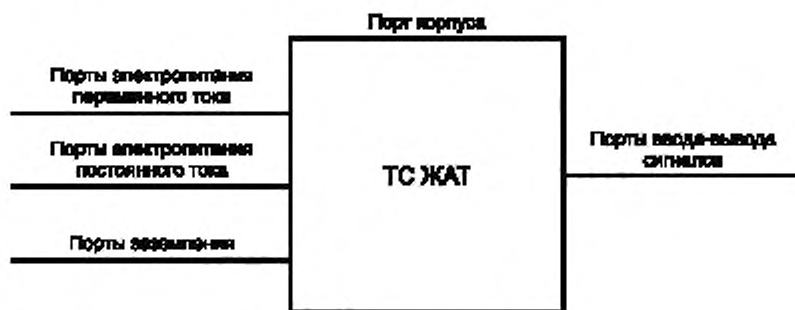 Порт корпуса
Порты электропитания
переменного тока
Порты электропитания
постоянного тока
Порты заземления
ТС ЖАТ
Порты ввода-вывода
сигналов